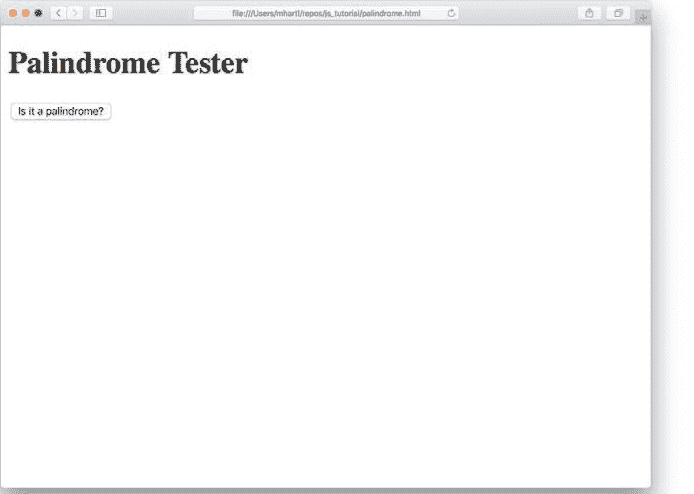 file:///Users/mhartl/repos/js_tutorial/palindrome.html
Palindrome Tester
Is it a palindrome?